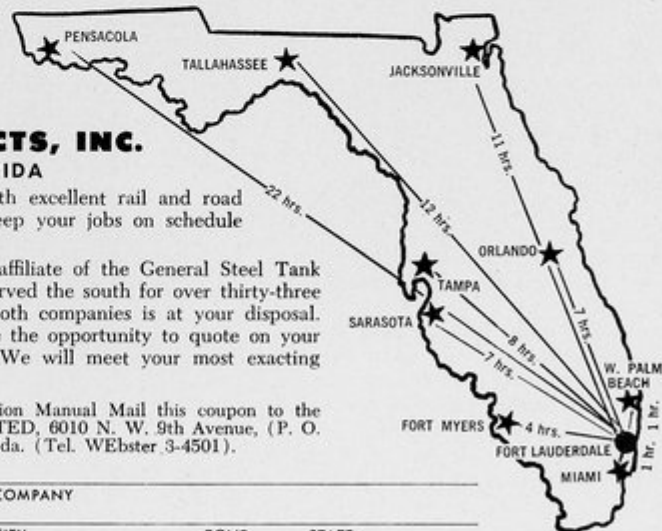 CTS, INC.
IDA
th excellent rail and road
eep your jobs on schedule
affiliate of the General Steel Tank
rved the south for over thirty-three
oth companies is at your disposal.
the opportunity to quote on your
We will meet your most exacting
ion Manual Mail this coupon to the
TED, 6010 N. W. 9th Avenue, (P. O.
da. (Tel. WEbster 3-4501).
COMPANY
PENSACOLA
TALLAHASSEE
JACKSONVILLE
11 hrs.
22 hrs.
12 hrs.
ORLANDO
TAMPA
7 hrs.
SARASOTA
8 hrs.
7 hrs.
W. PALM
BEACH
1 hr.
FORT MYERS
4 hrs.
FORT LAUDERDALE
1 hr.
MIAMI